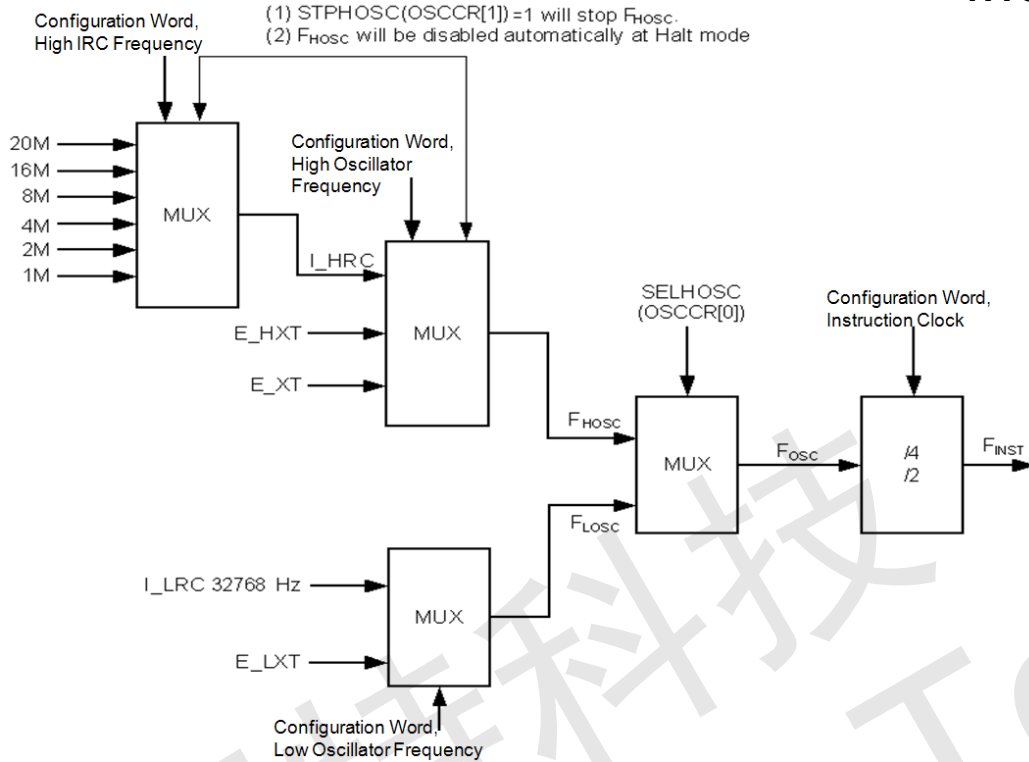 (1) STPHOSC(OSCCR[1])=1 will stop FHOSC.
(2) FHOSC will be disabled automatically at Halt mode
Configuration Word,
High IRC Frequency
20M
16M
8M
4M
2M
1M
MUX
Configuration Word,
High Oscillator
Frequency
I_HRC
E_HXT
E_XT
MUX
FHOSC
SELHOSC
(OSCCR[0])
MUX
FOSC
Configuration Word,
Instruction Clock
/4
/2
FINST
FLOSC
I_LRC 32768 Hz
E_LXT
MUX
Configuration Word,
Low Oscillator Frequency
科技